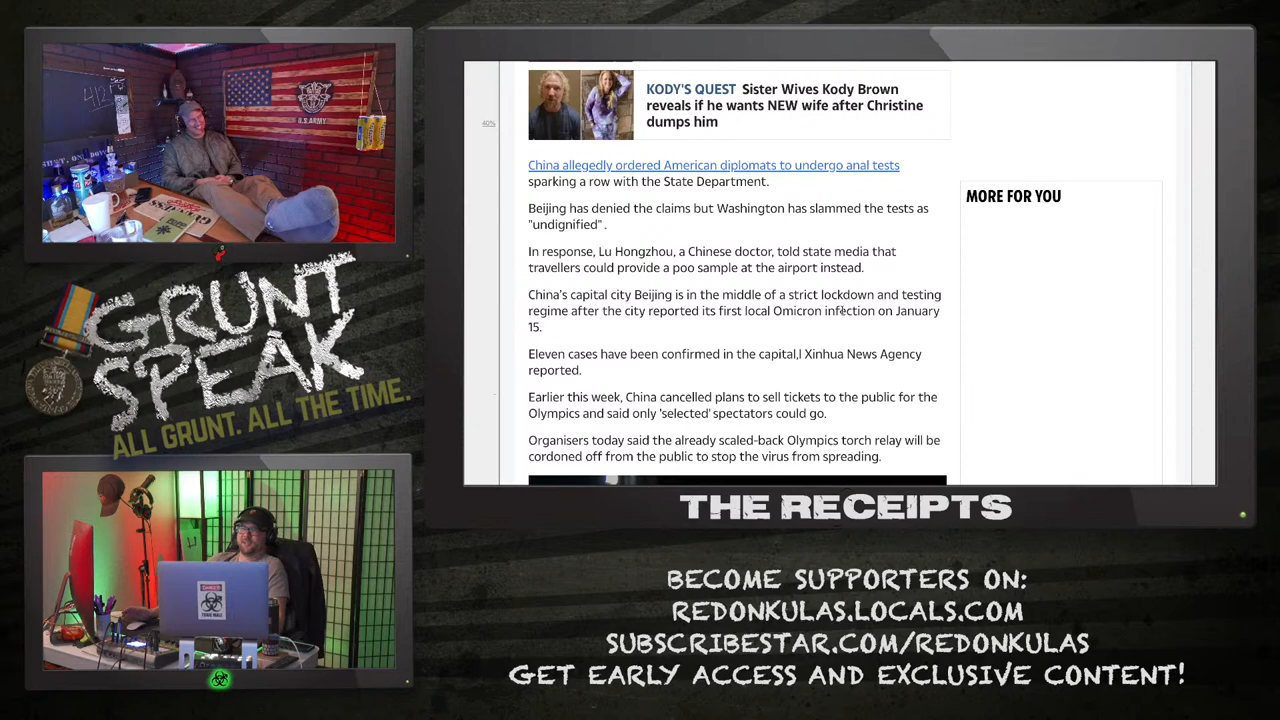 412
U.S. ARMY
GRUNT
SPEAK
ALL GRUNT. ALL THE TIME.
40%
KODY'S QUEST Sister Wives Kody Brown
reveals if he wants NEW wife after Christine
dumps him
China allegedly ordered American diplomats to undergo anal tests
sparking a row with the State Department.
Beijing has denied the claims but Washington has slammed the tests as
"undignified" .
In response, Lu Hongzhou, a Chinese doctor, told state media that
travellers could provide a poo sample at the airport instead.
China's capital city Beijing is in the middle of a strict lockdown and testing
regime after the city reported its first local Omicron infection on January
15.
Eleven cases have been confirmed in the capital,l Xinhua News Agency
reported.
Earlier this week, China cancelled plans to sell tickets to the public for the
Olympics and said only 'selected' spectators could go.
Organisers today said the already scaled-back Olympics torch relay will be
cordoned off from the public to stop the virus from spreading.
MORE FOR YOU
THE RECEIPTS
BECOME SUPPORTERS ON:
REDONKULAS.LOCALS.COM
SUBSCRIBESTAR.COM/REDONKULAS
GET EARLY ACCESS AND EXCLUSIVE CONTENT!